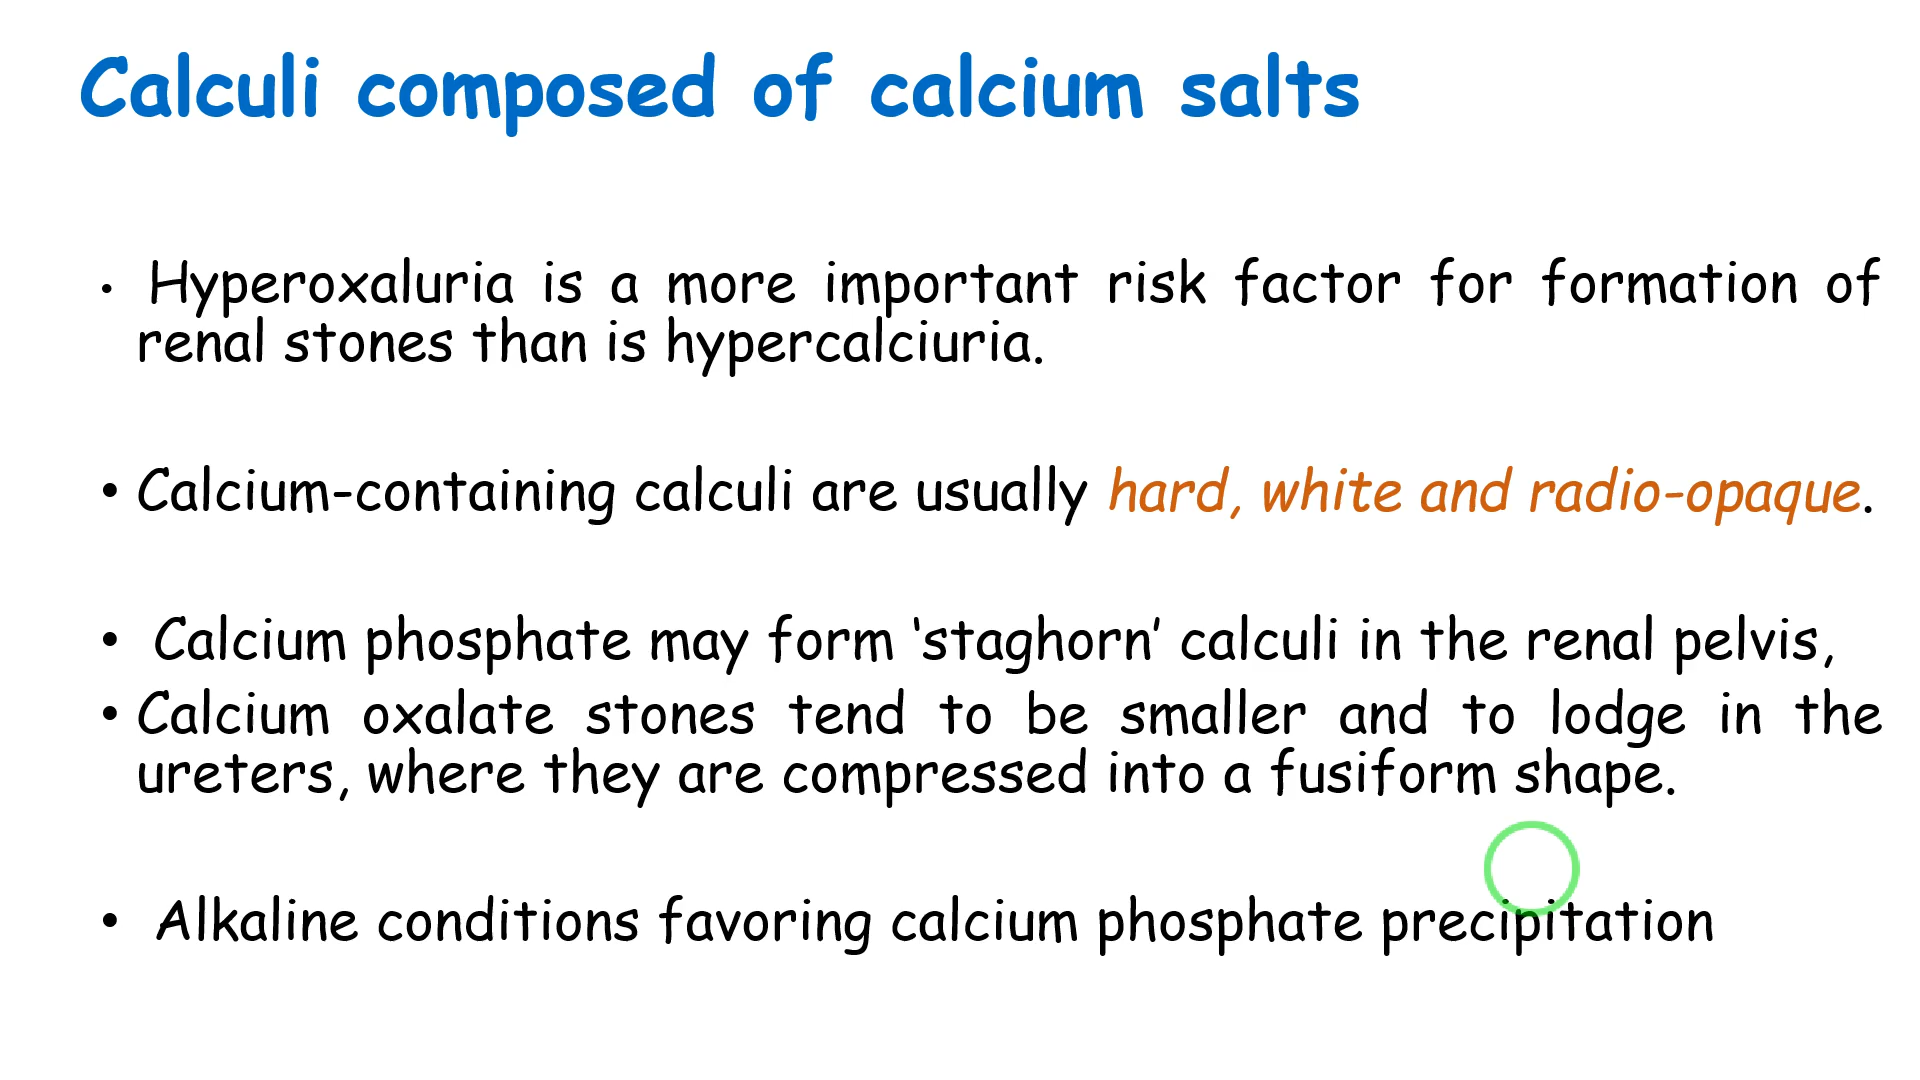 Calculi composed of calcium salts
• Hyperoxaluria is a more important risk factor for formation of
renal stones than is hypercalciuria.
• Calcium-containing calculi are usually hard, white and radio-opaque.
• Calcium phosphate may form ‘staghorn’ calculi in the renal pelvis,
• Calcium oxalate stones tend to be smaller and to lodge in the
ureters, where they are compressed into a fusiform shape.
• Alkaline conditions favoring calcium phosphate precipitation